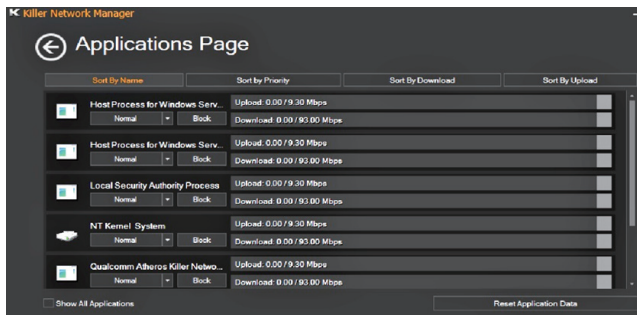 Killer Network Manager
Applications Page
Sort By Name Sort by Priority Sort By Download Sort By Upload
Host Process for Windows Serv...
Upload: 0.00 / 9.30 Mbps
Normal Block
Download: 0.00 / 93.00 Mbps
Host Process for Windows Serv...
Upload: 0.00 / 9.30 Mbps
Normal Block
Download: 0.00 / 93.00 Mbps
Local Security Authority Process
Upload: 0.00 / 9.30 Mbps
Normal Block
Download: 0.00 / 93.00 Mbps
NT Kernel System
Upload: 0.00 / 9.30 Mbps
Normal Block
Download: 0.00 / 93.00 Mbps
Qualcomm Atheros Killer Netwo...
Upload: 0.00 / 9.30 Mbps
Normal Block
Download: 0.00 / 93.00 Mbps
Show All Applications Reset Application Data